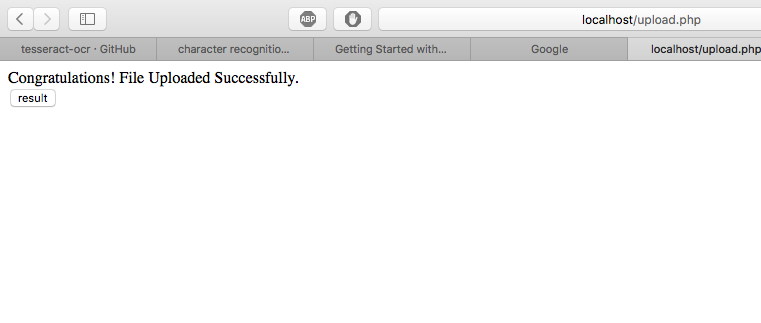 ABP
localhost/upload.php
tesseract-ocr · GitHub
character recognitio...
Getting Started with...
Google
localhost/upload.php
Congratulations! File Uploaded Successfully.
result